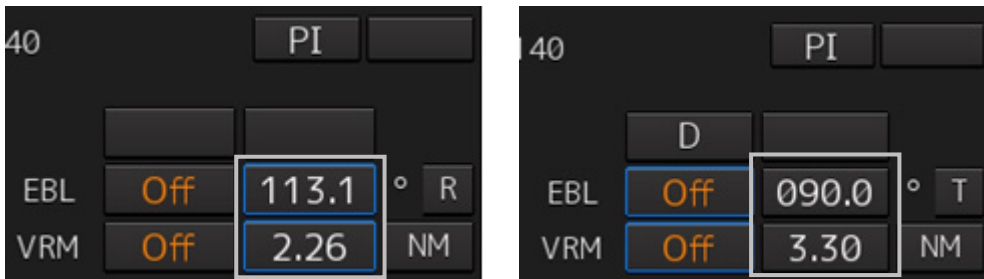 40 PI
EBL Off 113.1 ° R
VRM Off 2.26 NM
140 PI
D
EBL Off 090.0 ° T
VRM Off 3.30 NM